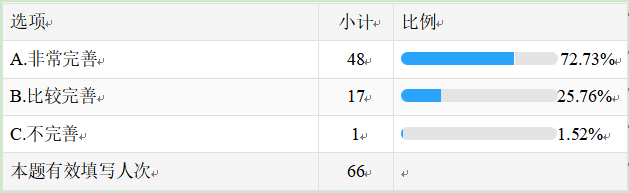 选项 小计 比例
A.非常完善 48 72.73%
B.比较完善 17 25.76%
C.不完善 1 1.52%
本题有效填写人次 66